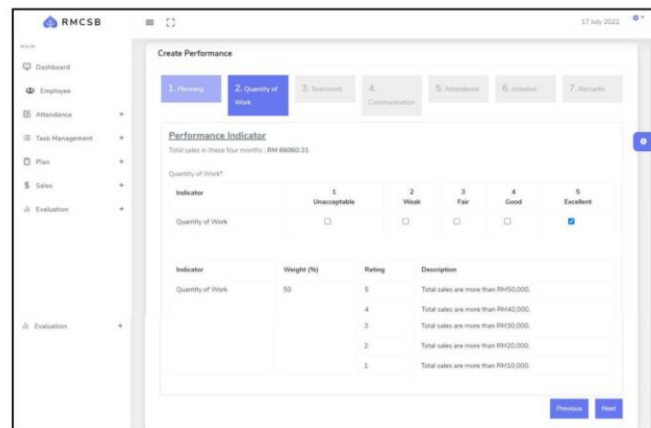 RMCSB
17 July 2022
MAIN
Dashboard
Employee
Attendance +
Task Management +
Plan +
$ Sales +
Evaluation +
Evaluation +
Create Performance
1. Planning
2. Quantity of
Work
3. Teamwork
4.
Communication
5. Attendance
6. Initiative
7. Remarks
Performance Indicator
Total sales in these four months : RM 66060.31
Quantity of Work*
Indicator 1 2 3 4 5
Unacceptable Weak Fair Good Excellent
Quantity of Work
Indicator Weight (%) Rating Description
Quantity of Work 50 5 Total sales are more than RM50,000.
4 Total sales are more than RM40,000.
3 Total sales are more than RM30,000.
2 Total sales are more than RM20,000.
1 Total sales are more than RM10,000.
Previous Next